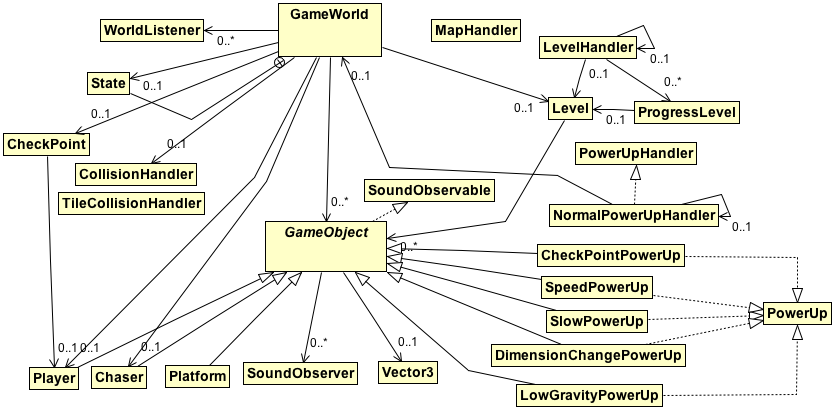 GameWorld
WorldListener
0..*
MapHandler
LevelHandler
0..1
State
0..1
0..1
0..1
0..*
0..1
Level
0..1
ProgressLevel
0..1
CheckPoint
0..1
PowerUpHandler
CollisionHandler
SoundObservable
TileCollisionHandler
0..*
NormalPowerUpHandler
0..1
GameObject
0..*
CheckPointPowerUp
SpeedPowerUp
PowerUp
SlowPowerUp
0..1
0..1
0..1
0..*
0..1
DimensionChangePowerUp
Player
Chaser
Platform
SoundObserver
Vector3
LowGravityPowerUp